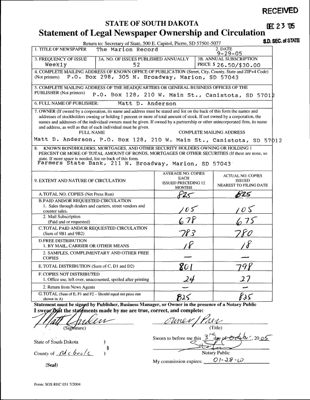 RECEIVED
DEC 23 '05
S.D. SEC. of STATE
STATE OF SOUTH DAKOTA
Statement of Legal Newspaper Ownership and Circulation
Return to: Secretary of State, 500 E. Capitol, Pierre, SD 57501-5077
1. TITLE OF NEWSPAPER The Marion Record
2. DATE 9-29-05
3. FREQUENCY OF ISSUE Weekly
3A. NO. OF ISSUES PUBLISHED ANNUALLY 52
3B. ANNUAL SUBSCRIPTION PRICE $ 26.50/$30.00
4. COMPLETE MAILING ADDRESS OF KNOWN OFFICE OF PUBLICATION (Street, City, County, State and ZIP+4 Code)
(Not printers) P.O. Box 298, 305 N. Broadway, Marion, SD 57043
5. COMPLETE MAILING ADDRESS OF THE HEADQUARTERS OR GENERAL BUSINESS OFFICES OF THE
PUBLISHER (Not printer) P.O. Box 128, 210 W. Main St., Canistota, SD 57012
6. FULL NAME OF PUBLISHER: Matt D. Anderson
7. OWNER (If owned by a corporation, its name and address must be stated and list on the back of this form the names and
addresses of stockholders owning or holding 1 percent or more of total amount of stock. If not owned by a corporation, the
names and addresses of the individual owners must be given. If owned by a partnership or other unincorporated firm, its name
and address, as well as that of each individual must be given.
FULL NAME COMPLETE MAILING ADDRESS
Matt D. Anderson, P.O. Box 128, 210 W. Main St., Canistota, SD 57012
8. KNOWN BONDHOLDERS, MORTGAGES, AND OTHER SECURITY HOLDERS OWNING OR HOLDING 1
PERCENT OR MORE OF TOTAL AMOUNT OF BONDS, MORTGAGES OR OTHER SECURITIES (If there are none, so
state. If more space is needed, list on back of this form.
Farmers State Bank, 211 N. Broadway, Marion, SD 57043
9. EXTENT AND NATURE OF CIRCULATION
AVERAGE NO. COPIES EACH ISSUED PRECEDING 12 MONTHS
ACTUAL NO. COPIES ISSUED NEAREST TO FILING DATE
A. TOTAL NO. COPIES (Net Press Run) 825 825
B. PAID AND/OR REQUESTED CIRCULATION
1. Sales through dealers and carriers, street vendors and
counter sales 105 105
2. Mail Subscription
(Paid and or requested) 678 675
C. TOTAL PAID AND/OR REQUESTED CIRCULATION
(Sum of 9B1 and 9B2) 783 780
D. FREE DISTRIBUTION
1. BY MAIL, CARRIER OR OTHER MEANS 18 18
2. SAMPLES, COMPLIMENTARY AND OTHER FREE
COPIES — —
E. TOTAL DISTRIBUTION (Sum of C, D1 and D2) 801 798
F. COPIES NOT DISTRIBUTED
1. Office use, left over, unaccounted, spoiled after printing 24 27
2. Return from News Agents — —
G. TOTAL (Sum of E, F1 and F2 – Should equal net press run
shown in A) 825 825
Statement must be signed by Publisher, Business Manager, or Owner in the presence of a Notary Public
I swear that the statements made by me are true, correct, and complete:
(Signature)
(Title)
State of South Dakota )
§
County of
Sworn to before me this 3rd day of October 2005
Notary Public
(Seal)
My commission expires:
Form: SOS REC 051 7/2004